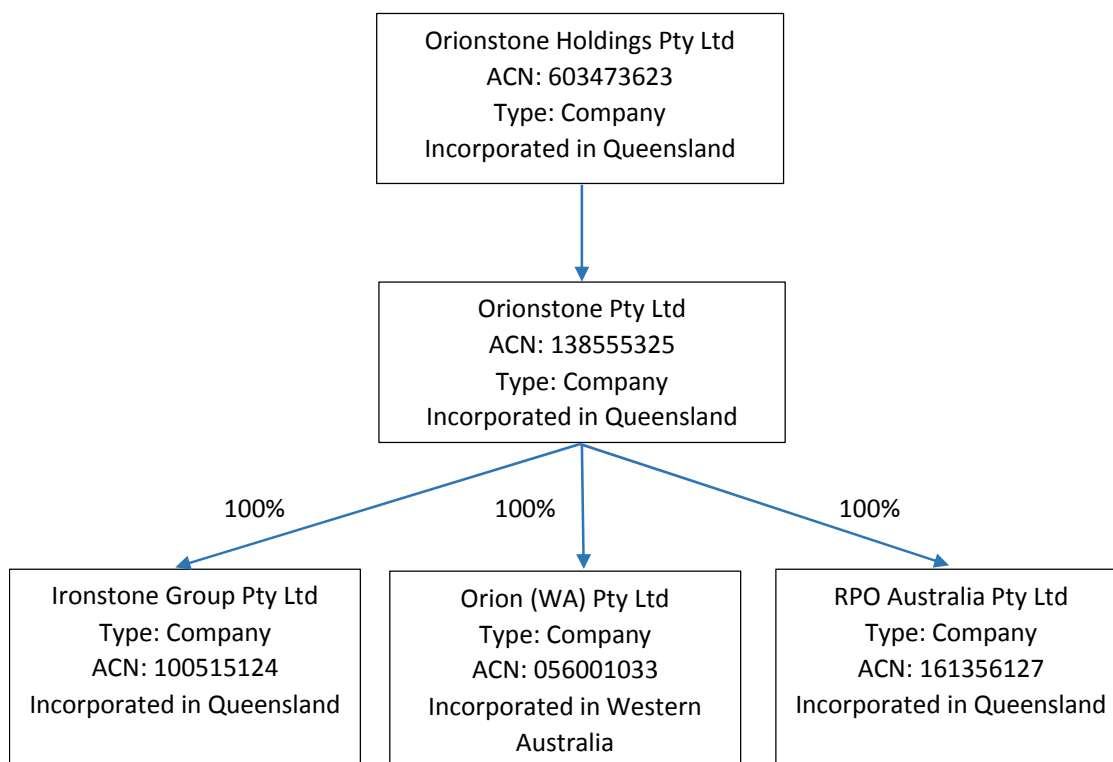 Orionstone Holdings Pty Ltd
ACN: 603473623
Type: Company
Incorporated in Queensland
Orionstone Pty Ltd
ACN: 138555325
Type: Company
Incorporated in Queensland
100%
100%
100%
Ironstone Group Pty Ltd
Type: Company
ACN: 100515124
Incorporated in Queensland
Orion (WA) Pty Ltd
Type: Company
ACN: 056001033
Incorporated in Western
Australia
RPO Australia Pty Ltd
Type: Company
ACN: 161356127
Incorporated in Queensland